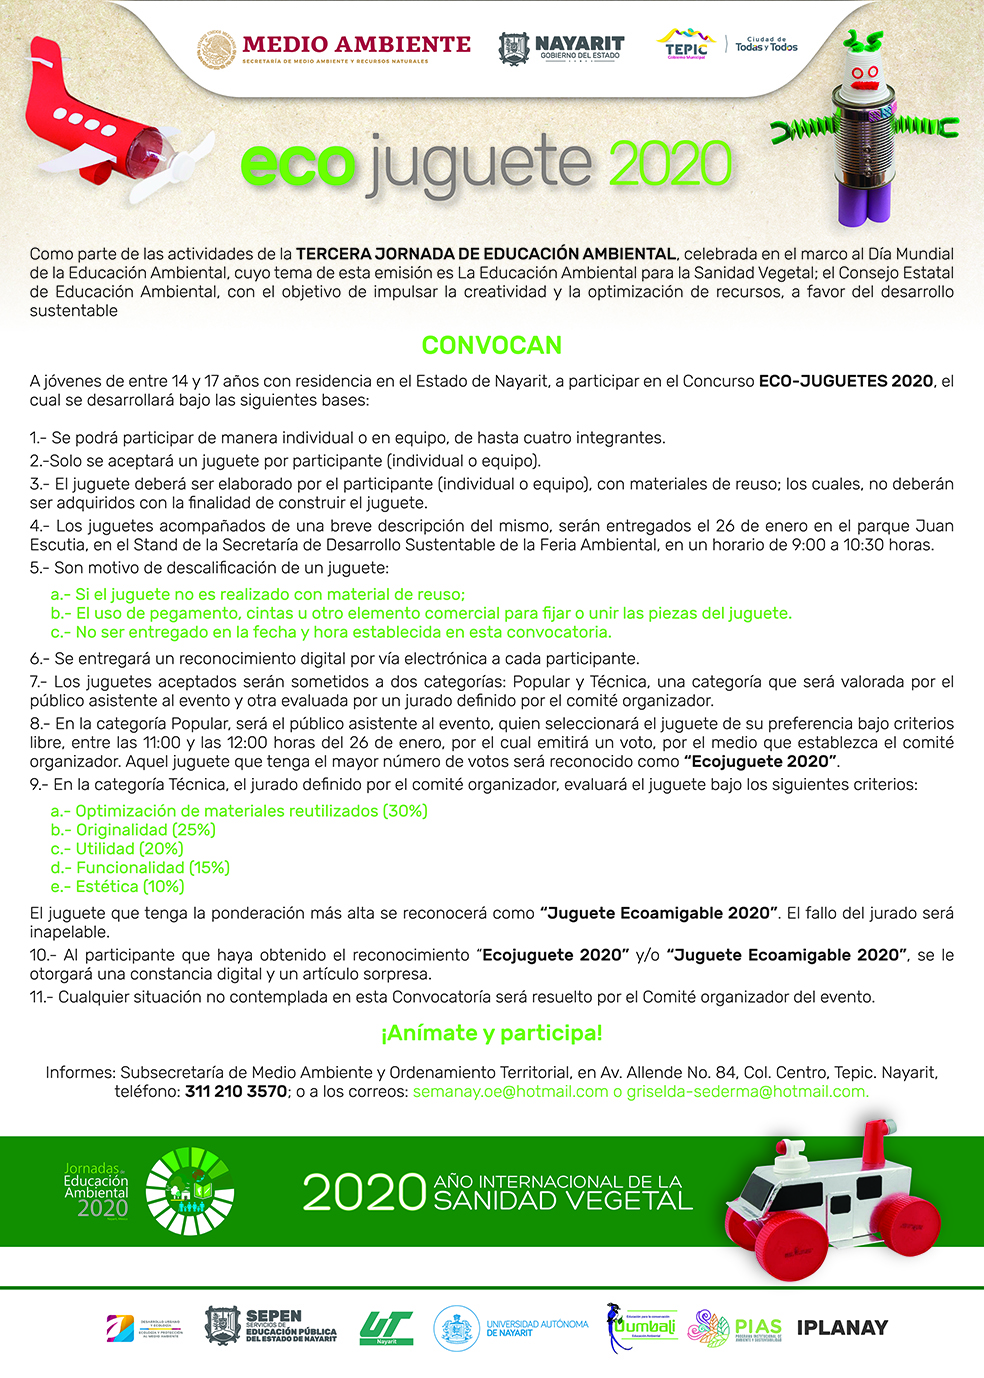 MEDIO AMBIENTE
SECRETARÍA DE MEDIO AMBIENTE Y RECURSOS NATURALES
NAYARIT
GOBIERNO DEL ESTADO
TEPIC
Gobierno Municipal
Ciudad de
Todas y Todos
eco juguete 2020
Como parte de las actividades de la TERCERA JORNADA DE EDUCACIÓN AMBIENTAL, celebrada en el marco al Día Mundial
de la Educación Ambiental, cuyo tema de esta emisión es La Educación Ambiental para la Sanidad Vegetal; el Consejo Estatal
de Educación Ambiental, con el objetivo de impulsar la creatividad y la optimización de recursos, a favor del desarrollo
sustentable
CONVOCAN
A jóvenes de entre 14 y 17 años con residencia en el Estado de Nayarit, a participar en el Concurso ECO-JUGUETES 2020, el
cual se desarrollará bajo las siguientes bases:
1.- Se podrá participar de manera individual o en equipo, de hasta cuatro integrantes.
2.-Solo se aceptará un juguete por participante (individual o equipo).
3.- El juguete deberá ser elaborado por el participante (individual o equipo), con materiales de reuso; los cuales, no deberán
ser adquiridos con la finalidad de construir el juguete.
4.- Los juguetes acompañados de una breve descripción del mismo, serán entregados el 26 de enero en el parque Juan
Escutia, en el Stand de la Secretaría de Desarrollo Sustentable de la Feria Ambiental, en un horario de 9:00 a 10:30 horas.
5.- Son motivo de descalificación de un juguete:
a.- Si el juguete no es realizado con material de reuso;
b.- El uso de pegamento, cintas u otro elemento comercial para fijar o unir las piezas del juguete.
c.- No ser entregado en la fecha y hora establecida en esta convocatoria.
6.- Se entregará un reconocimiento digital por vía electrónica a cada participante.
7.- Los juguetes aceptados serán sometidos a dos categorías: Popular y Técnica, una categoría que será valorada por el
público asistente al evento y otra evaluada por un jurado definido por el comité organizador.
8.- En la categoría Popular, será el público asistente al evento, quien seleccionará el juguete de su preferencia bajo criterios
libre, entre las 11:00 y las 12:00 horas del 26 de enero, por el cual emitirá un voto, por el medio que establezca el comité
organizador. Aquel juguete que tenga el mayor número de votos será reconocido como “Ecojuguete 2020”.
9.- En la categoría Técnica, el jurado definido por el comité organizador, evaluará el juguete bajo los siguientes criterios:
a.- Optimización de materiales reutilizados (30%)
b.- Originalidad (25%)
c.- Utilidad (20%)
d.- Funcionalidad (15%)
e.- Estética (10%)
El juguete que tenga la ponderación más alta se reconocerá como “Juguete Ecoamigable 2020”. El fallo del jurado será
inapelable.
10.- Al participante que haya obtenido el reconocimiento “Ecojuguete 2020” y/o “Juguete Ecoamigable 2020”, se le
otorgará una constancia digital y un artículo sorpresa.
11.- Cualquier situación no contemplada en esta Convocatoría será resuelto por el Comité organizador del evento.
¡Anímate y participa!
Informes: Subsecretaría de Medio Ambiente y Ordenamiento Territorial, en Av. Allende No. 84, Col. Centro, Tepic. Nayarit,
teléfono: 311 210 3570; o a los correos: semanay.oe@hotmail.com o griselda-sederma@hotmail.com.
Jornadas de
Educación
Ambiental
2020
2020 AÑO INTERNACIONAL DE LA
SANIDAD VEGETAL
DESARROLLO URBANO
Y ECOLOGÍA
ECOLOGÍA Y PROTECCIÓN
AL MEDIO AMBIENTE
SEPEN
SERVICIOS DE
EDUCACIÓN PÚBLICA
DEL ESTADO DE NAYARIT
UT
Nayarit
UNIVERSIDAD AUTÓNOMA
DE NAYARIT
Educación para la conservación
Bumbali
Educación Ambiental
PIAS
PROGRAMA INSTITUCIONAL DE
AMBIENTE Y SUSTENTABILIDAD
IPLANAY